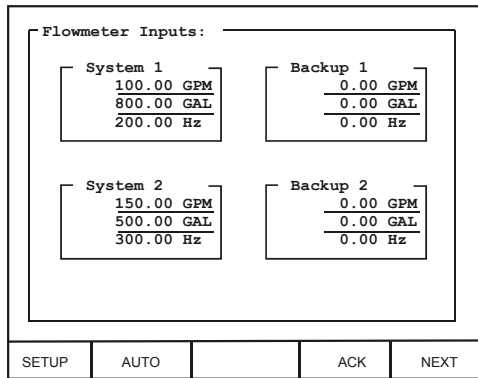 Flowmeter Inputs:
System 1
100.00 GPM
800.00 GAL
200.00 Hz
Backup 1
0.00 GPM
0.00 GAL
0.00 Hz
System 2
150.00 GPM
500.00 GAL
300.00 Hz
Backup 2
0.00 GPM
0.00 GAL
0.00 Hz
SETUP AUTO ACK NEXT